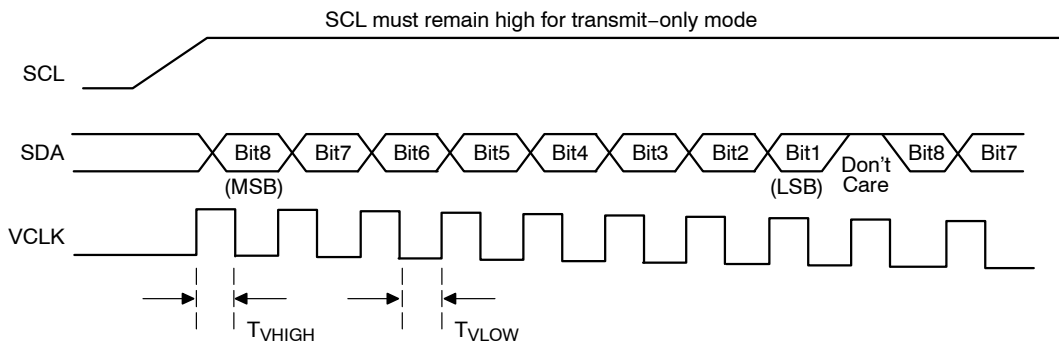 SCL must remain high for transmit−only mode
SCL
SDA
Bit8 Bit7 Bit6 Bit5 Bit4 Bit3 Bit2 Bit1 Don't Care Bit8 Bit7
(MSB) (LSB)
VCLK
TVHIGH TVLOW